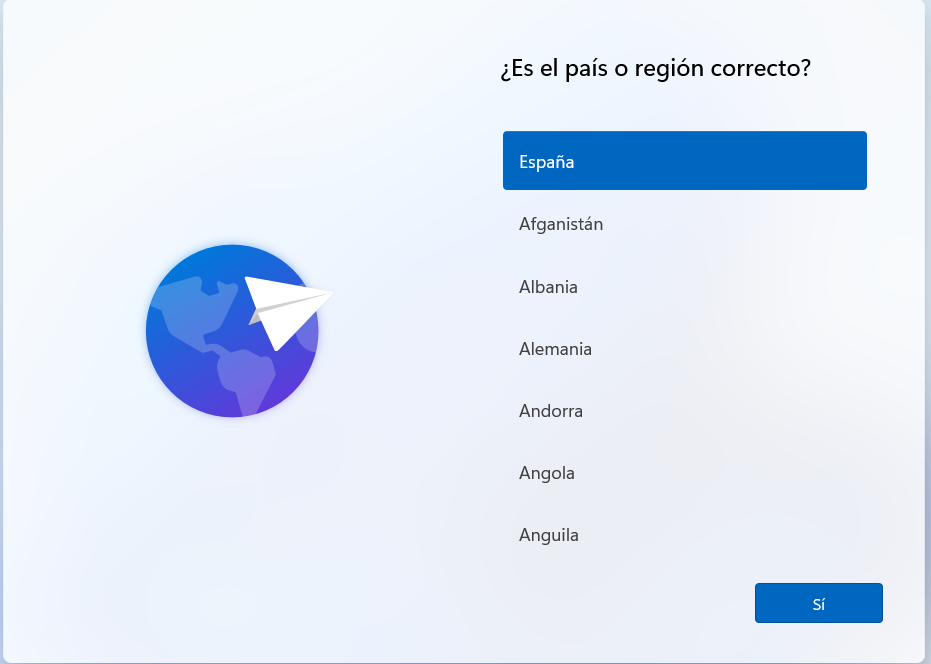 ¿Es el país o región correcto?
España
Afganistán
Albania
Alemania
Andorra
Angola
Anguila
Sí